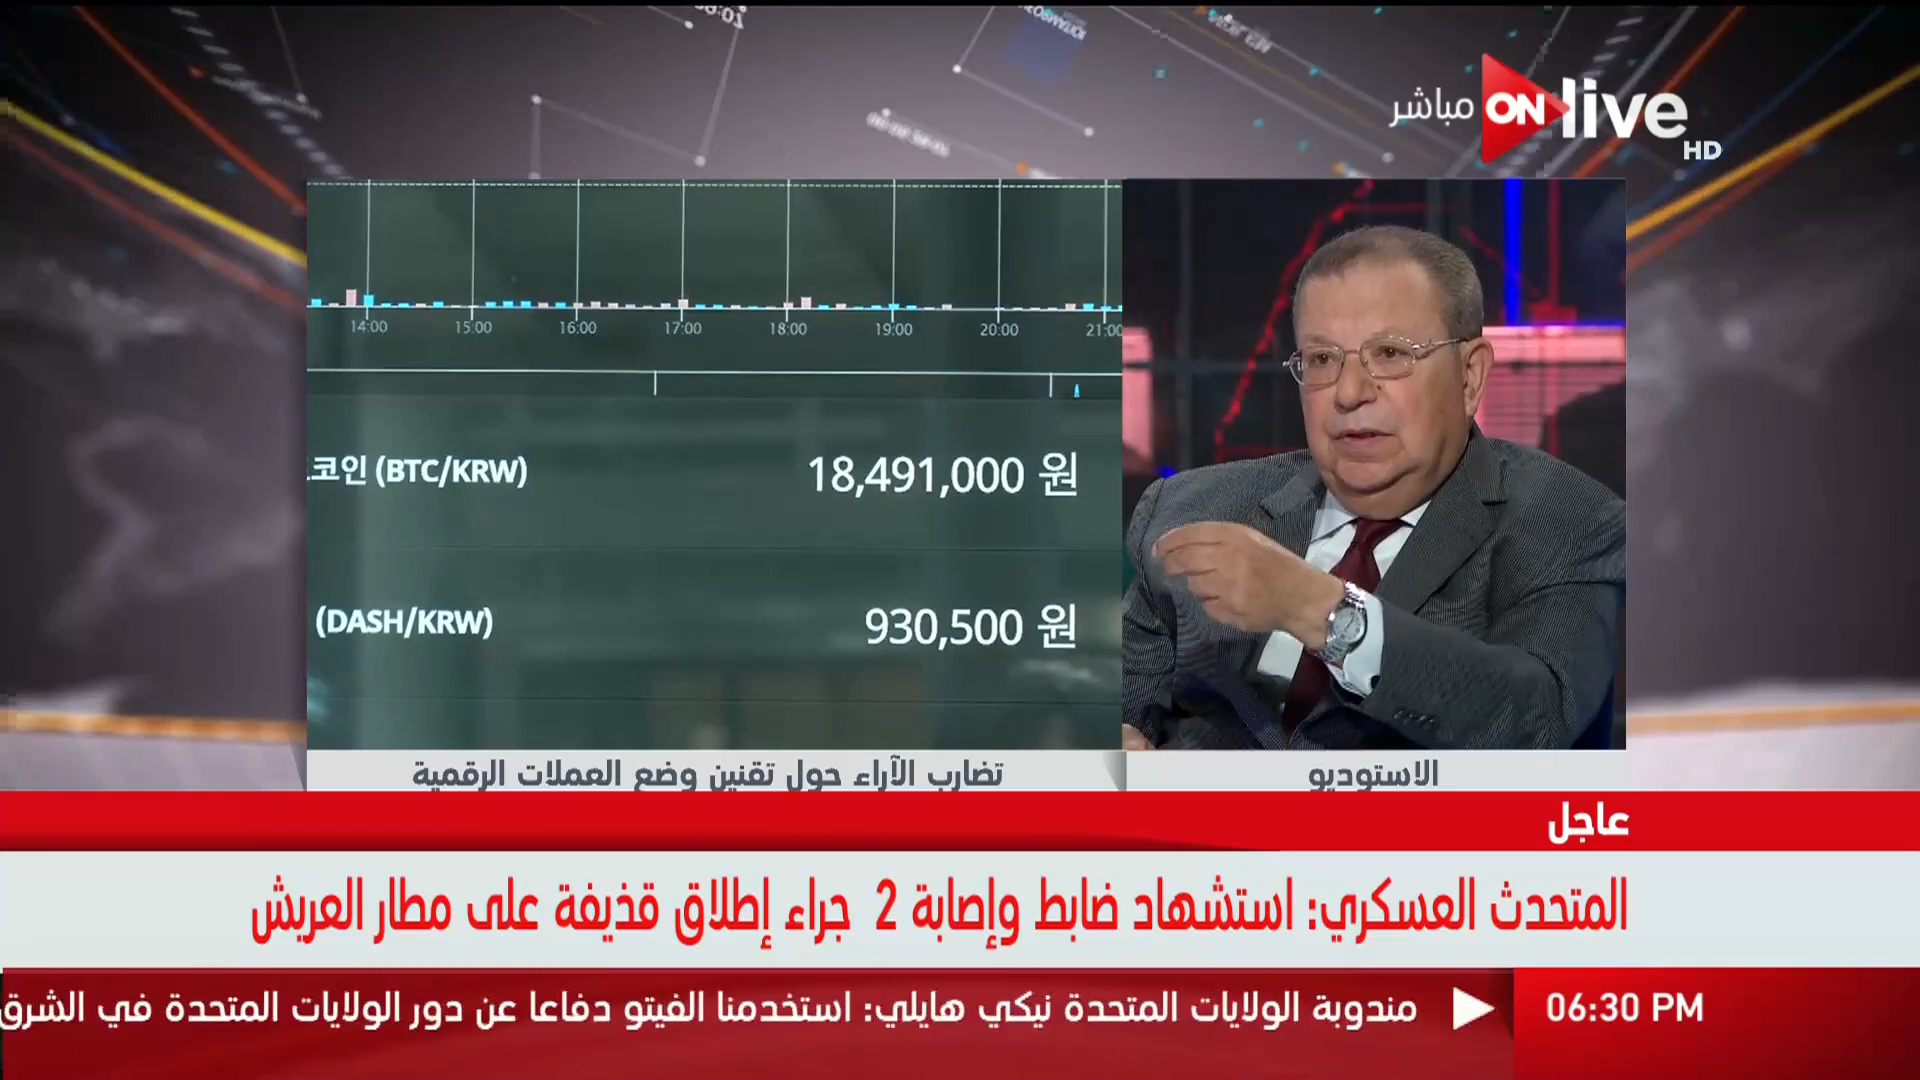 مباشر ON live
HD
14:00 15:00 16:00 17:00 18:00 19:00 20:00 21:00
코인 (BTC/KRW) 18,491,000 원
(DASH/KRW) 930,500 원
الاستوديو
تضارب الآراء حول تقنين وضع العملات الرقمية
عاجل
المتحدث العسكري: استشهاد ضابط وإصابة 2 جراء إطلاق قذيفة على مطار العريش
06:30 PM
مندوبة الولايات المتحدة نيكي هايلي: استخدمنا الفيتو دفاعا عن دور الولايات المتحدة في الشرق